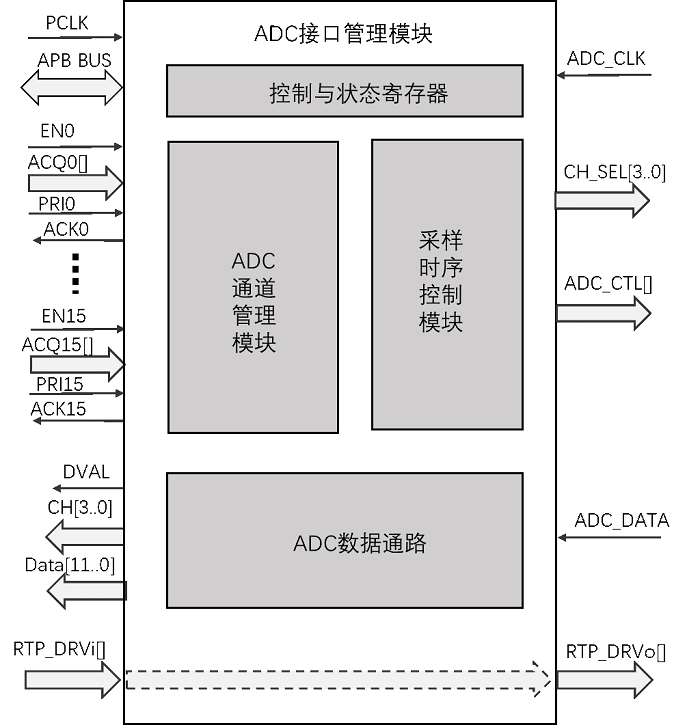 PCLK
ADC接口管理模块
APB BUS
ADC_CLK
控制与状态寄存器
EN0
ACQ0[]
CH_SEL[3..0]
PRI0
ACK0
ADC
通道
管理
模块
采样
时序
控制
模块
ADC_CTL[]
EN15
ACQ15[]
PRI15
ACK15
DVAL
CH[3..0]
ADC_DATA
ADC数据通路
Data[11..0]
RTP_DRVi[]
RTP_DRVo[]